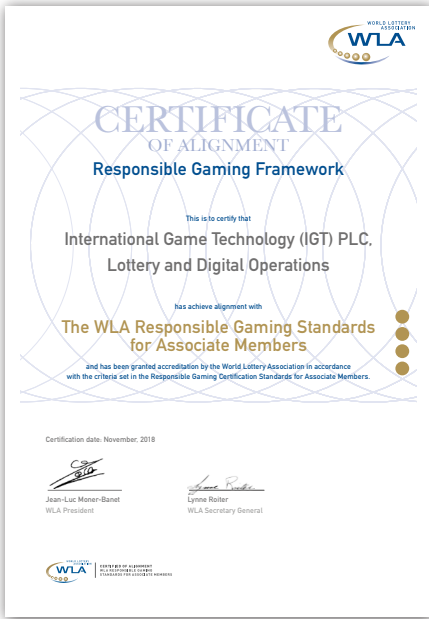 WORLD LOTTERY
ASSOCIATION
WLA
CERTIFICATE
OF ALIGNMENT
Responsible Gaming Framework
This is to certify that
International Game Technology (IGT) PLC,
Lottery and Digital Operations
has achieve alignment with
The WLA Responsible Gaming Standards
for Associate Members
and has been granted accreditation by the World Lottery Association in accordance
with the criteria set in the Responsible Gaming Certification Standards for Associate Members.
Certification date: November, 2018
Jean-Luc Moner-Banet
WLA President
Lynne Roiter
WLA Secretary General
WORLD LOTTERY
ASSOCIATION
WLA
CERTIFIED OF ALIGNMENT
WLA RESPONSIBLE GAMING
STANDARDS FOR ASSOCIATE MEMBERS